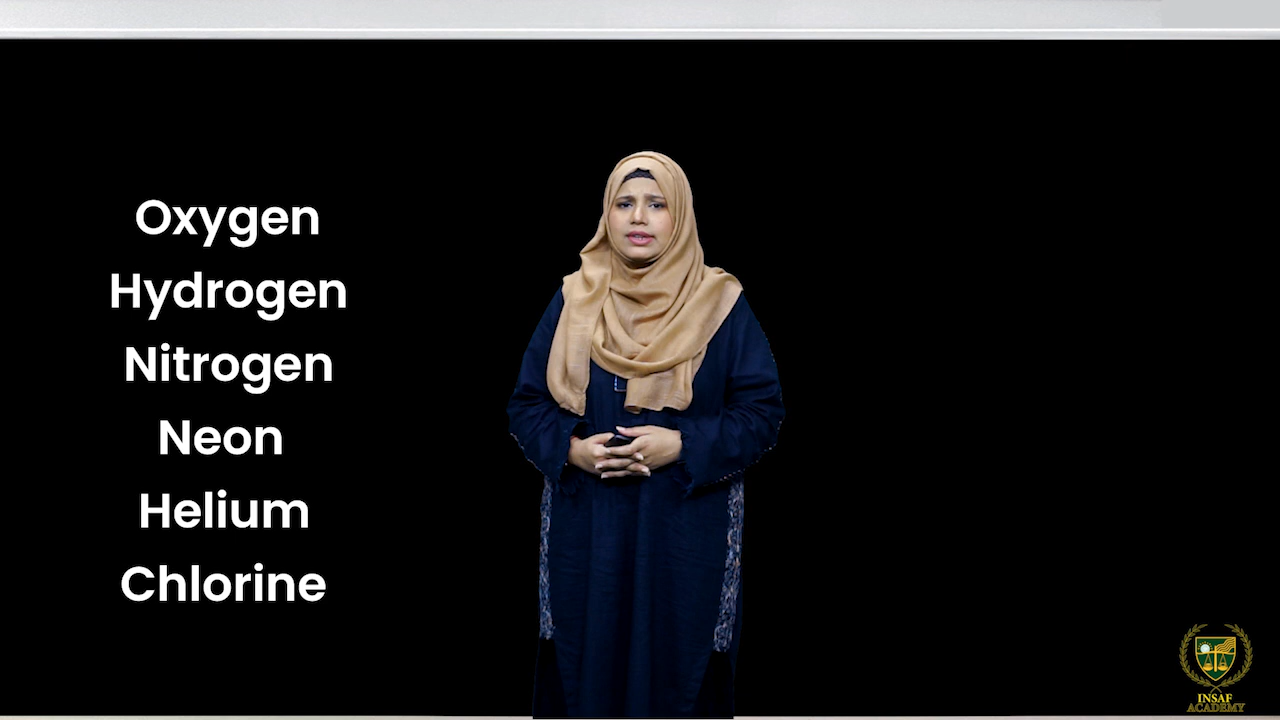 Oxygen
Hydrogen
Nitrogen
Neon
Helium
Chlorine
INSAF
ACADEMY